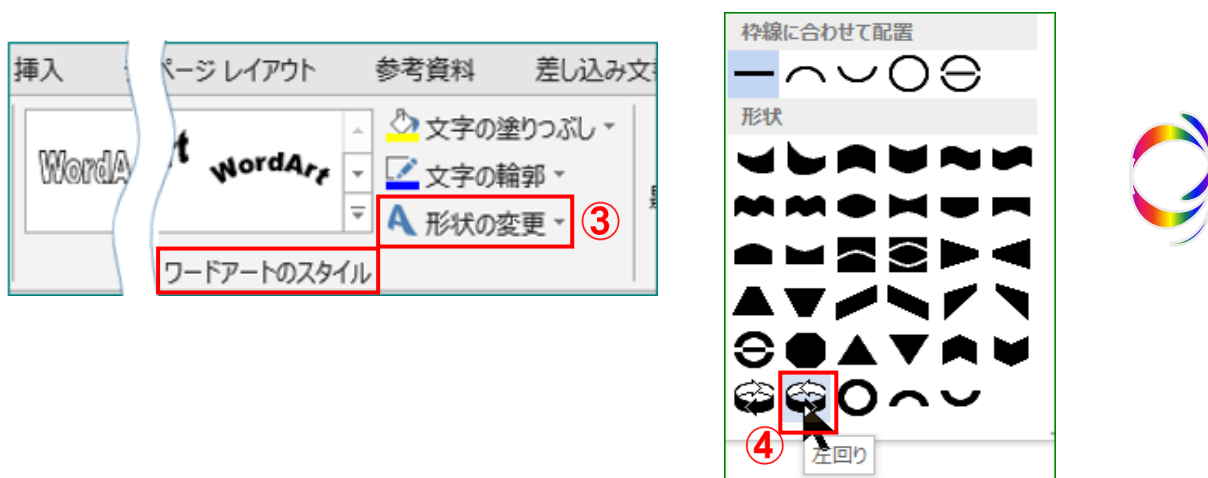 挿入
ページ レイアウト
参考資料
差し込み文
WordA
t
WordArt
文字の塗りつぶし
文字の輪郭
形状の変更
③
ワードアートのスタイル
枠線に合わせて配置
形状
④
左回り